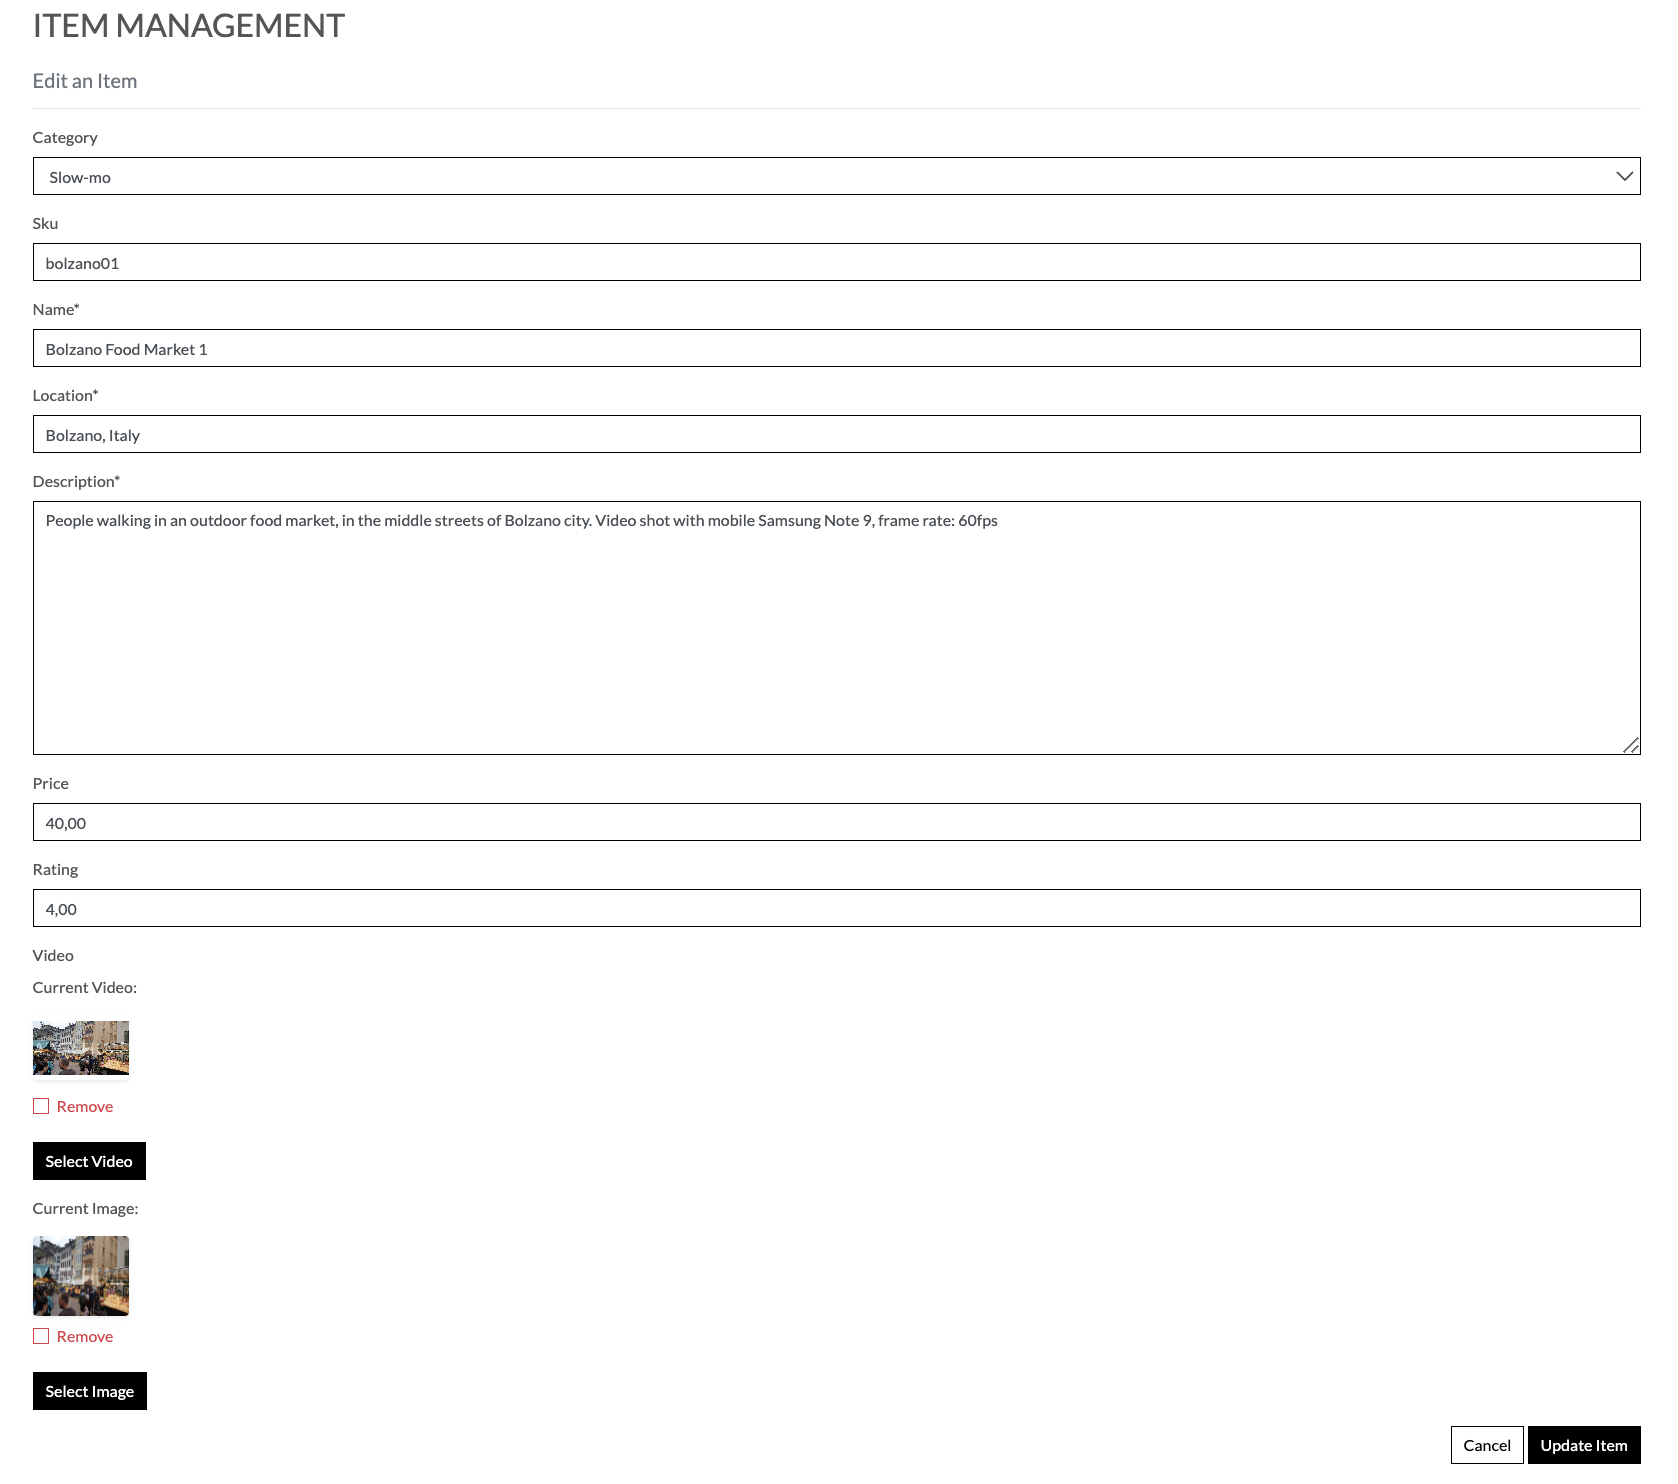 ITEM MANAGEMENT
Edit an Item
Category
Slow-mo
Sku
bolzano01
Name*
Bolzano Food Market 1
Location*
Bolzano, Italy
Description*
People walking in an outdoor food market, in the middle streets of Bolzano city. Video shot with mobile Samsung Note 9, frame rate: 60fps
Price
40,00
Rating
4,00
Video
Current Video:
Remove
Select Video
Current Image:
Remove
Select Image
Cancel Update Item